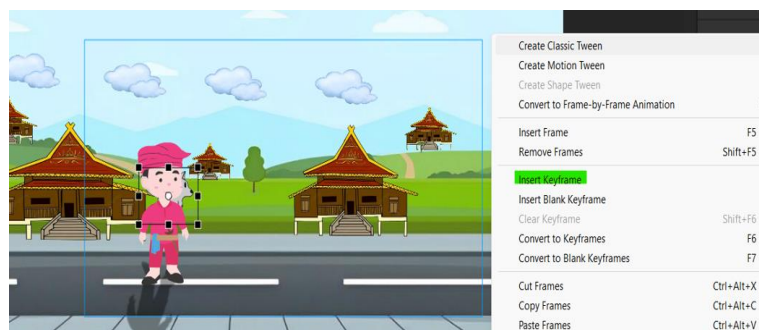 Create Classic Tween
Create Motion Tween
Create Shape Tween
Convert to Frame-by-Frame Animation
Insert Frame F5
Remove Frames Shift+F5
Insert Keyframe
Insert Blank Keyframe
Clear Keyframe Shift+F6
Convert to Keyframes F6
Convert to Blank Keyframes F7
Cut Frames Ctrl+Alt+X
Copy Frames Ctrl+Alt+C
Paste Frames Ctrl+Alt+V